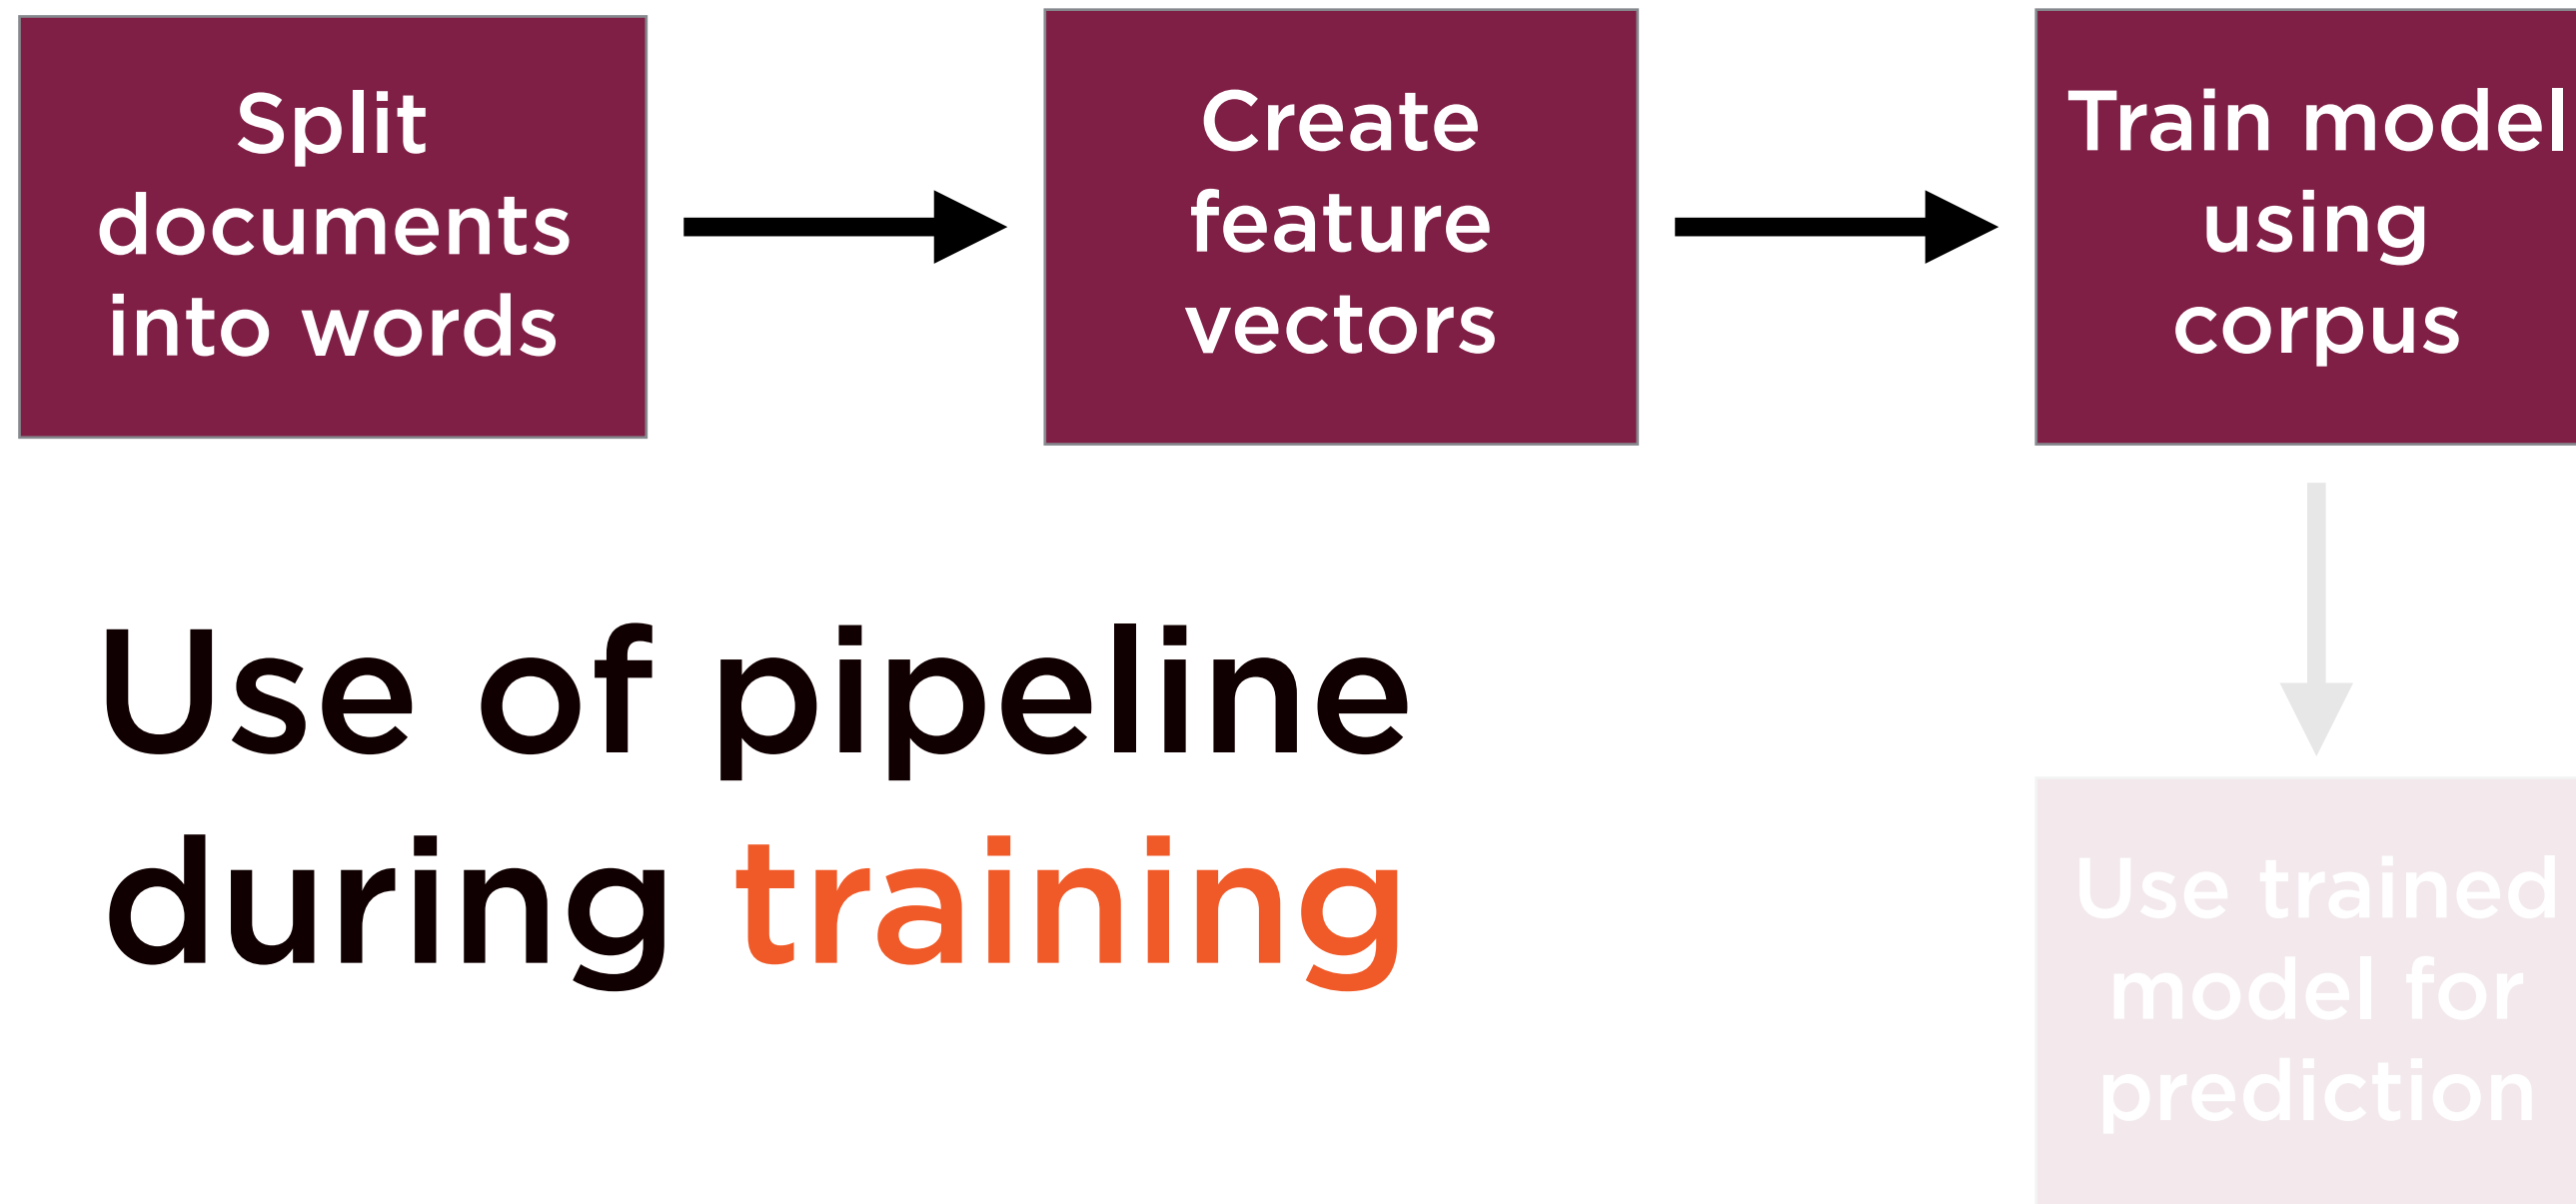 Split
documents
into words
Create
feature
vectors
Train model
using
corpus
Use of pipeline
during training
Use trained
model for
prediction